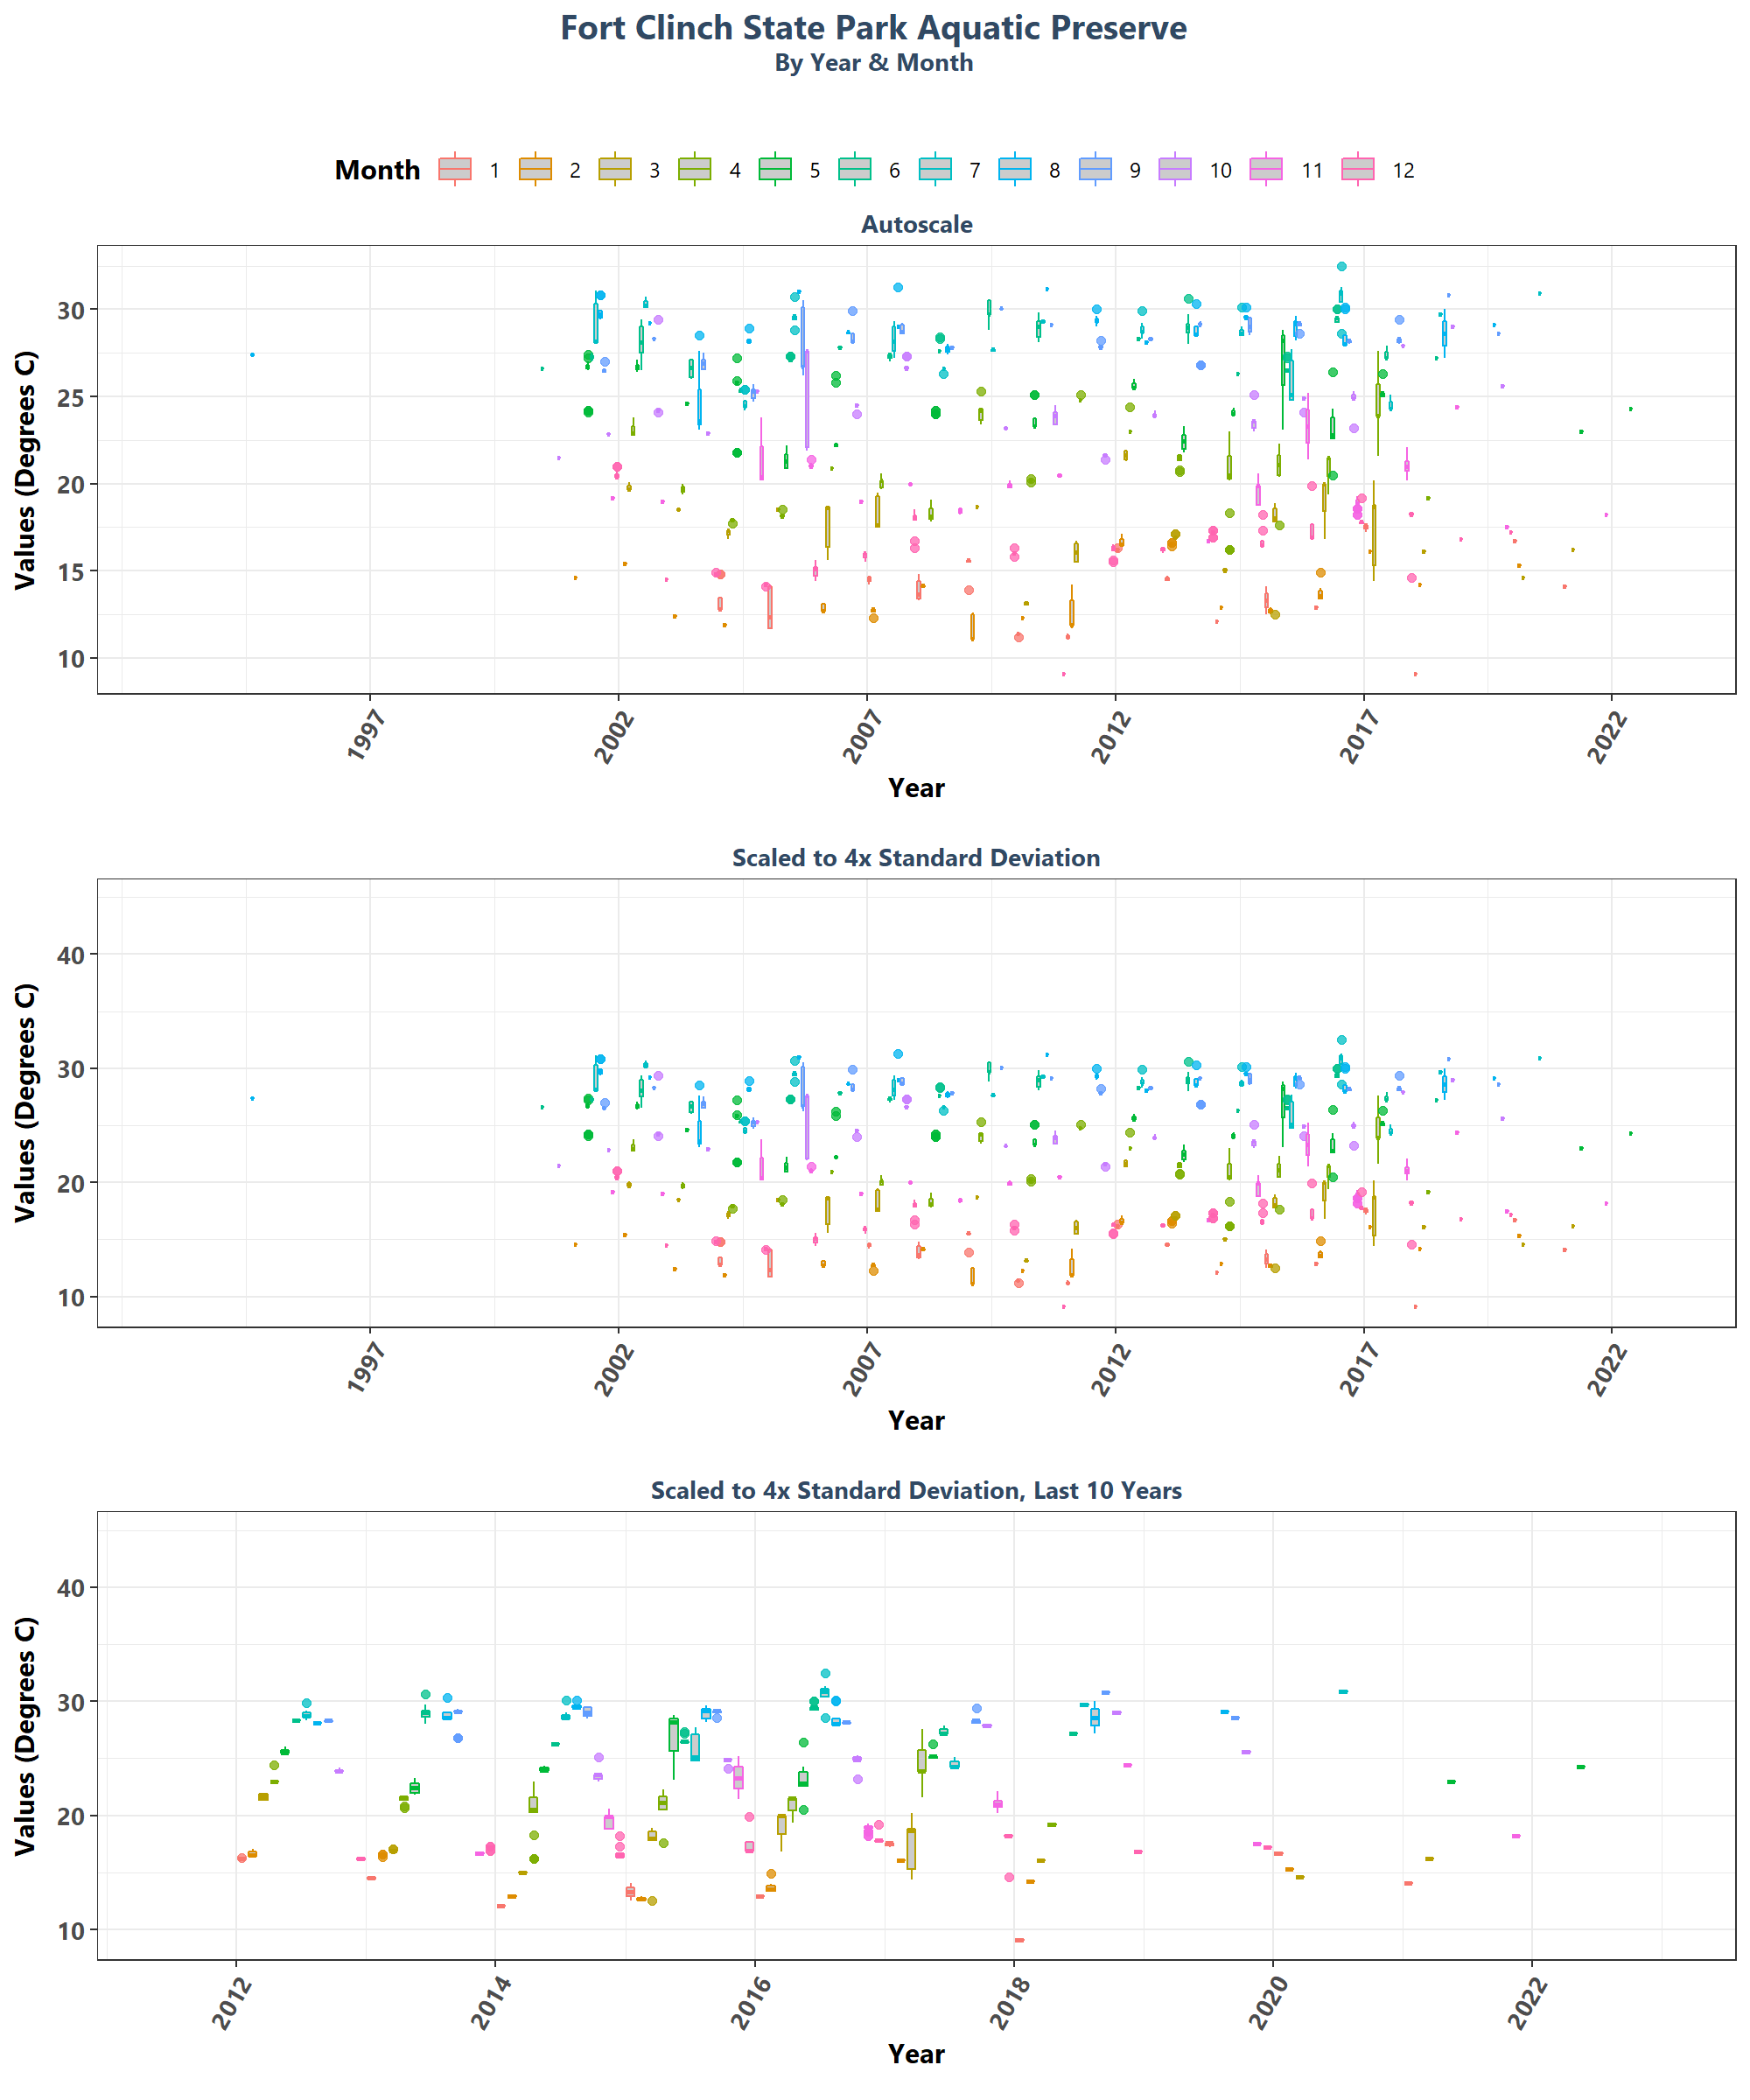 Fort Clinch State Park Aquatic Preserve
By Year & Month
Month 1 2 3 4 5 6 7 8 9 10 11 12
Autoscale
Values (Degrees C)
30
25
20
15
10
1997 2002 2007 2012 2017 2022
Year
Scaled to 4x Standard Deviation
Values (Degrees C)
40
30
20
10
1997 2002 2007 2012 2017 2022
Year
Scaled to 4x Standard Deviation, Last 10 Years
Values (Degrees C)
40
30
20
10
2012 2014 2016 2018 2020 2022
Year